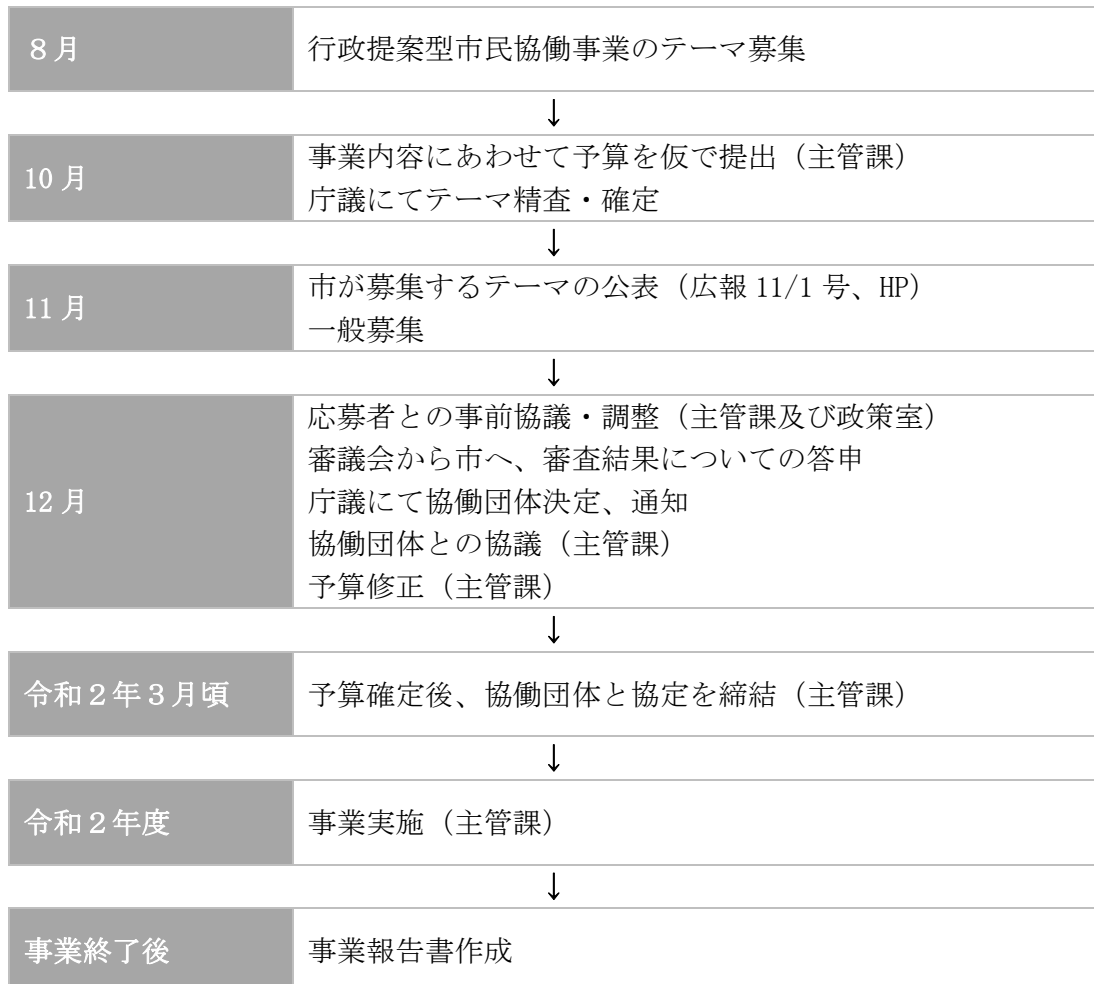 ８月
行政提案型市民協働事業のテーマ募集
↓
10 月
事業内容にあわせて予算を仮で提出（主管課）
庁議にてテーマ精査・確定
↓
11 月
市が募集するテーマの公表（広報 11/1 号、HP）
一般募集
↓
12 月
応募者との事前協議・調整（主管課及び政策室）
審議会から市へ、審査結果についての答申
庁議にて協働団体決定、通知
協働団体との協議（主管課）
予算修正（主管課）
↓
令和２年３月頃
予算確定後、協働団体と協定を締結（主管課）
↓
令和２年度
事業実施（主管課）
↓
事業終了後
事業報告書作成